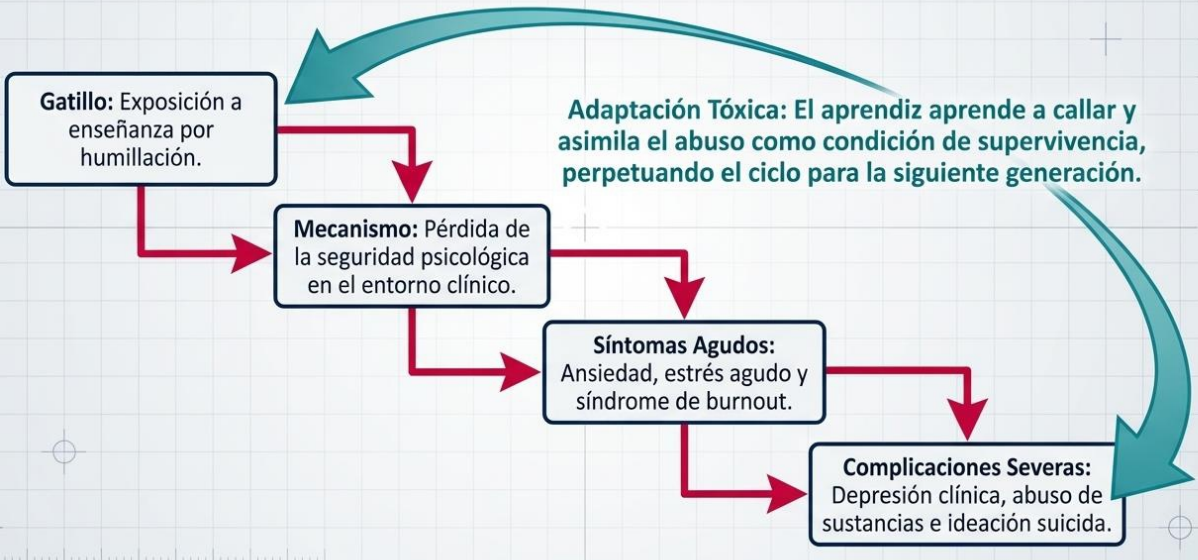 Gatillo: Exposición a
enseñanza por
humillación.
Adaptación Tóxica: El aprendiz aprende a callar y
asimila el abuso como condición de supervivencia,
perpetuando el ciclo para la siguiente generación.
Mecanismo: Pérdida de
la seguridad psicológica
en el entorno clínico.
Síntomas Agudos:
Ansiedad, estrés agudo y
síndrome de burnout.
Complicaciones Severas:
Depresión clínica, abuso de
sustancias e ideación suicida.